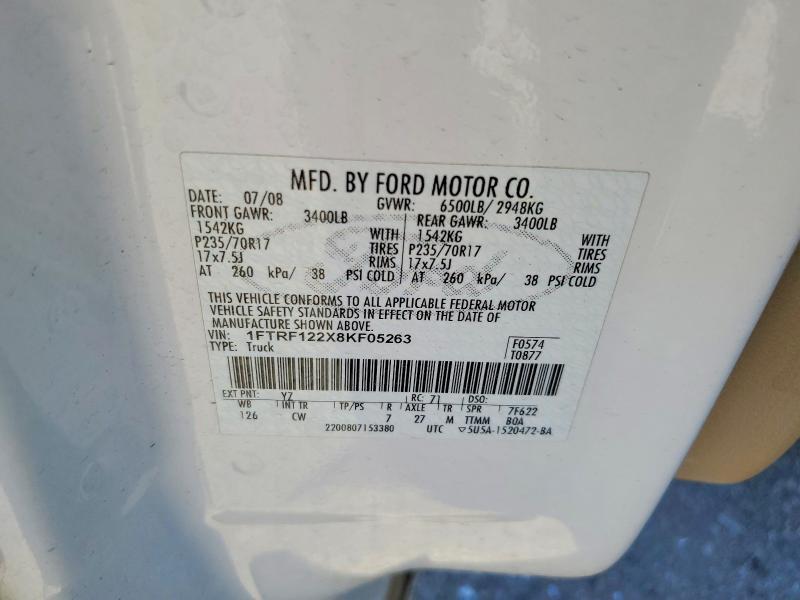 MFD. BY FORD MOTOR CO.
DATE: 07/08 GVWR: 6500LB/ 2948KG
FRONT GAWR: 3400LB REAR GAWR: 3400LB
1542KG WITH 1542KG WITH
P235/70R17 TIRES P235/70R17 TIRES
17x7.5J RIMS 17x7.5J RIMS
AT 260 kPa/ 38 PSI COLD AT 260 kPa/ 38 PSI COLD
THIS VEHICLE CONFORMS TO ALL APPLICABLE FEDERAL MOTOR
VEHICLE SAFETY STANDARDS IN EFFECT ON THE DATE OF
MANUFACTURE SHOWN ABOVE.
VIN: 1FTRF122X8KF05263 F0574
TYPE: Truck T0877
EXT PNT: YZ RC: 71 DSO:
WB INT TR TP/PS R AXLE TR SPR 7F622
126 CW 7 27 M TTMM BOA
2200807153380 UTC ▽5U5A-1520472-BA